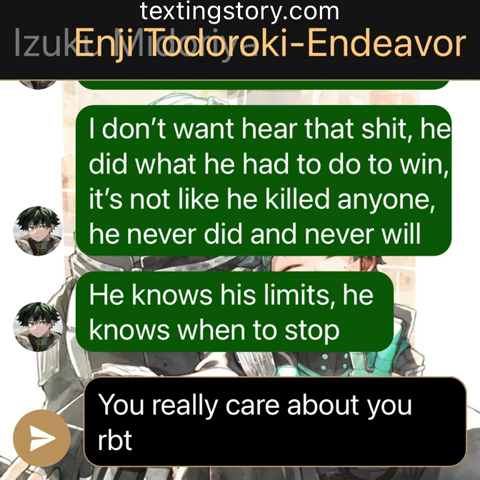 textingstory.com
Izuku Midoriya
Enji Todoroki-Endeavor
I don’t want hear that shit, he
did what he had to do to win,
it’s not like he killed anyone,
he never did and never will
He knows his limits, he
knows when to stop
You really care about you
rbt